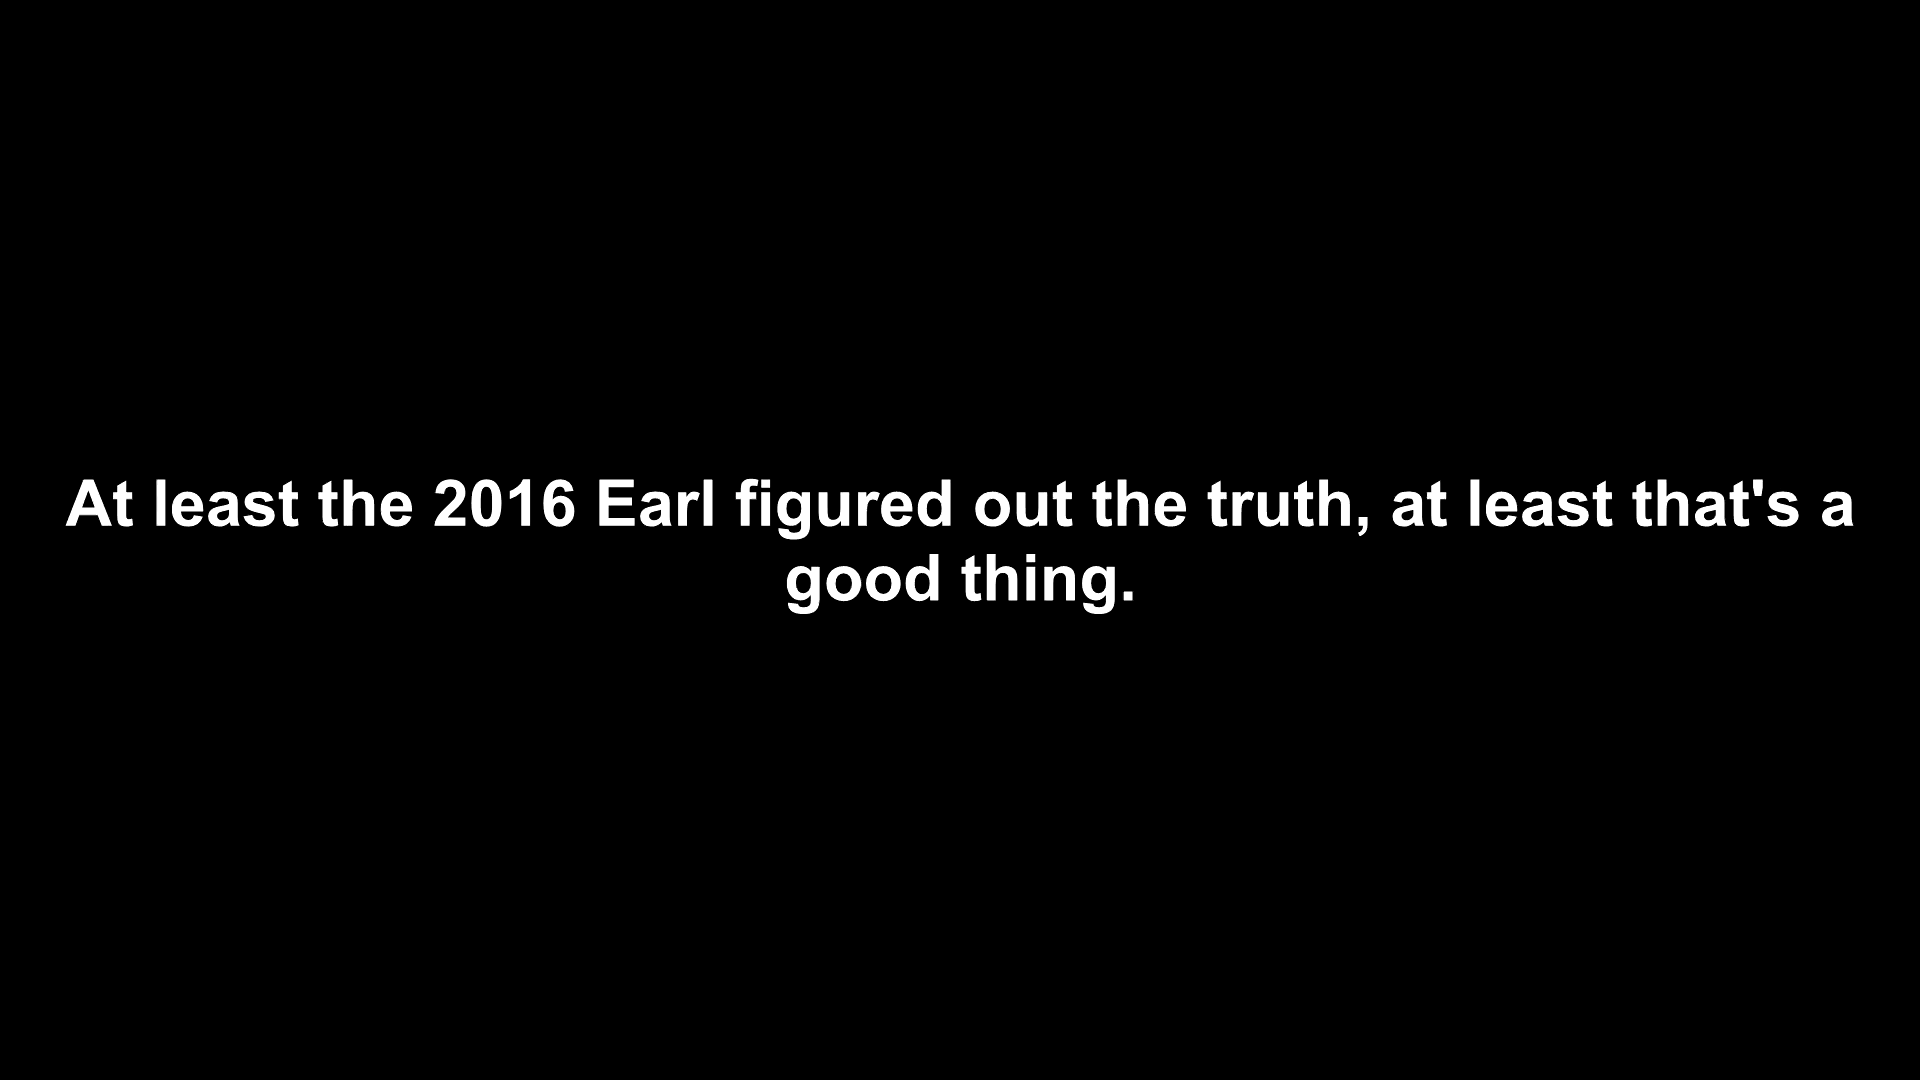 At least the 2016 Earl figured out the truth, at least that's a
good thing.